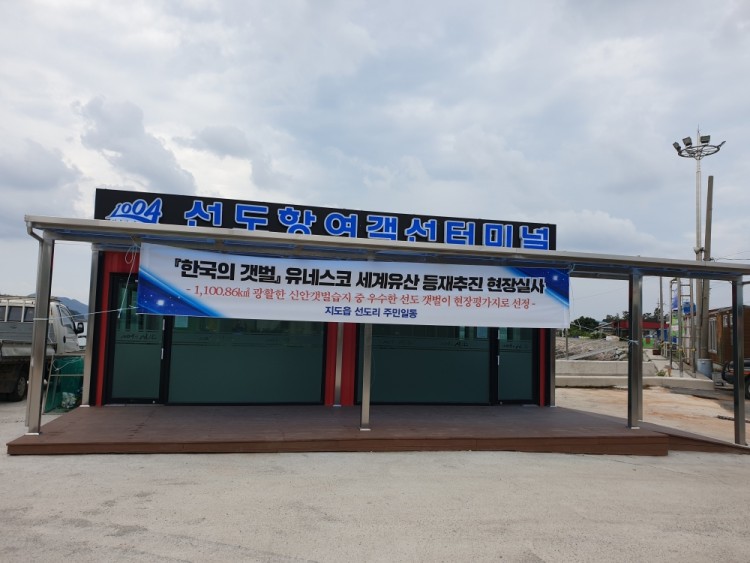 1004 선도항여객선터미널
『한국의 갯벌』 유네스코 세계유산 등재추진 현장실사
- 1,100.86㎢ 광활한 신안갯벌습지 중 우수한 선도 갯벌이 현장평가지로 선정 -
지도읍 선도리 주민일동